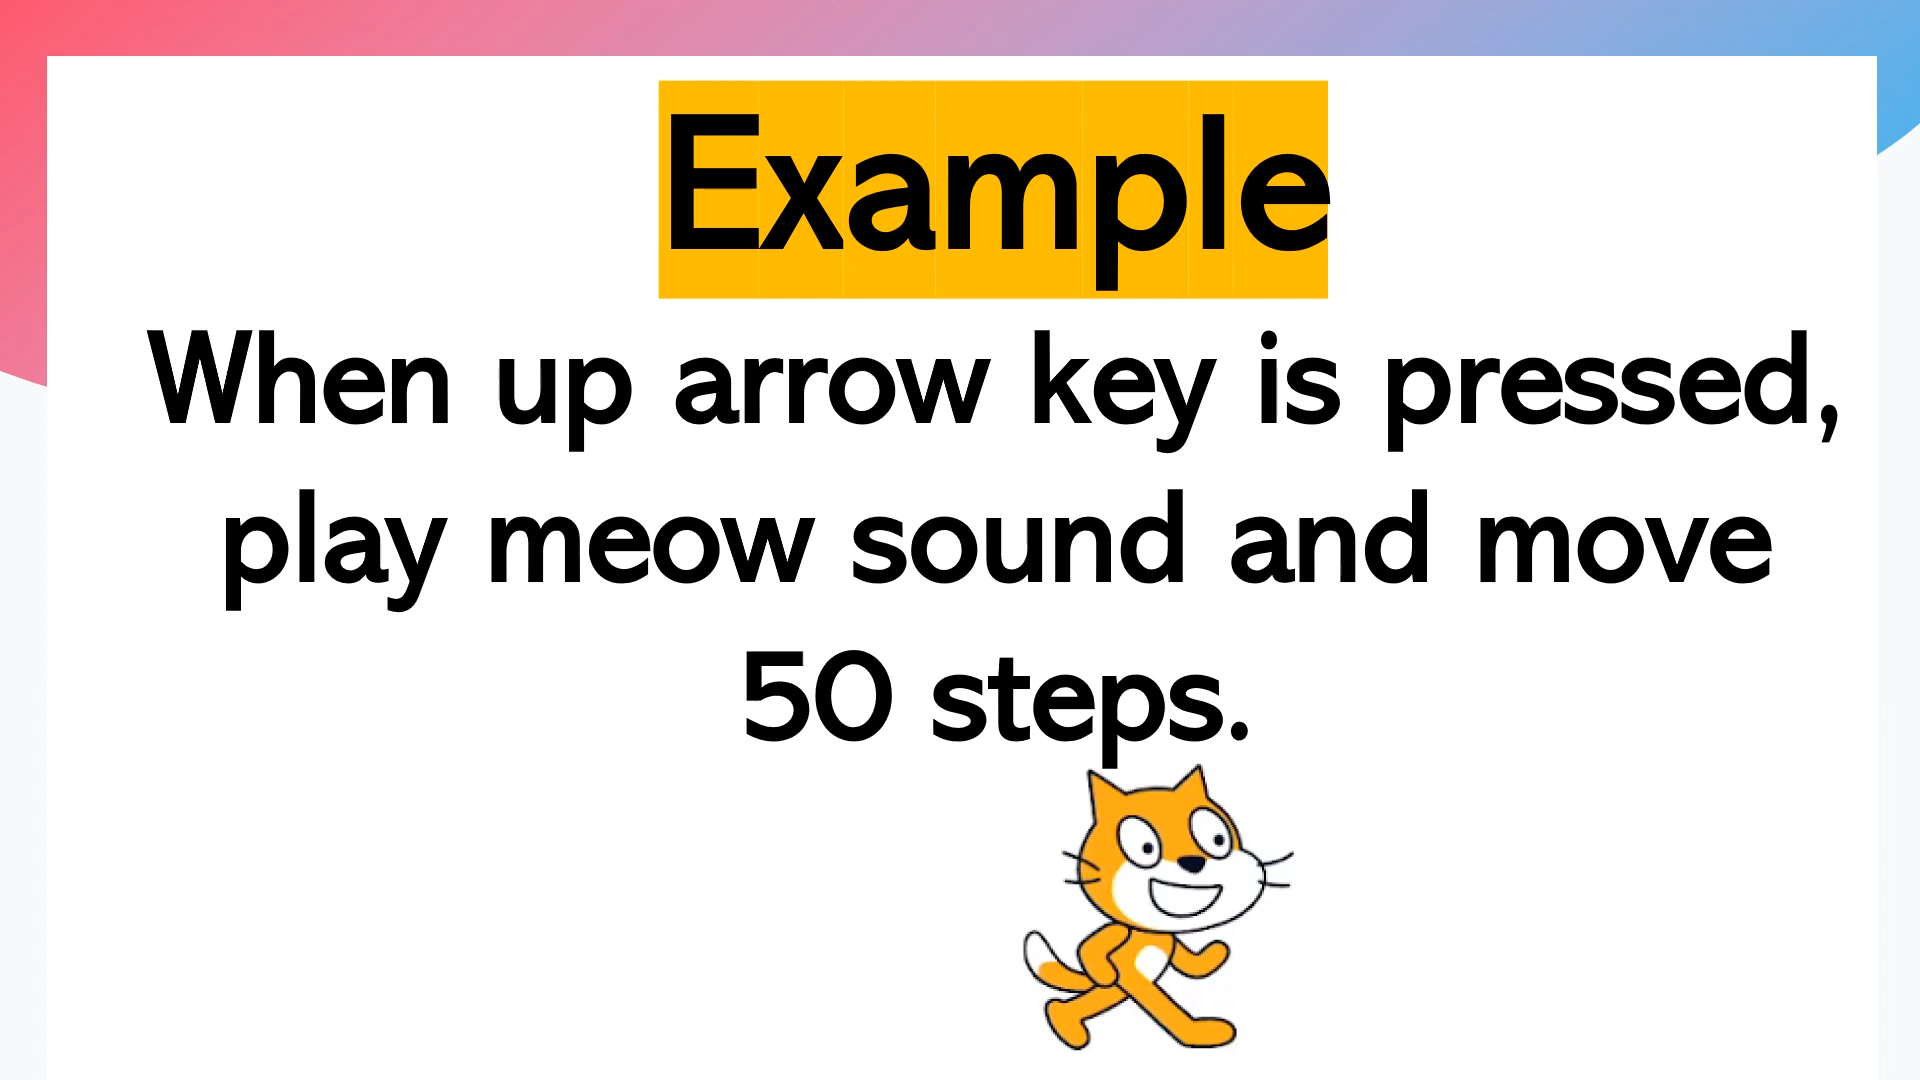 Example
When up arrow key is pressed,
play meow sound and move
50 steps.